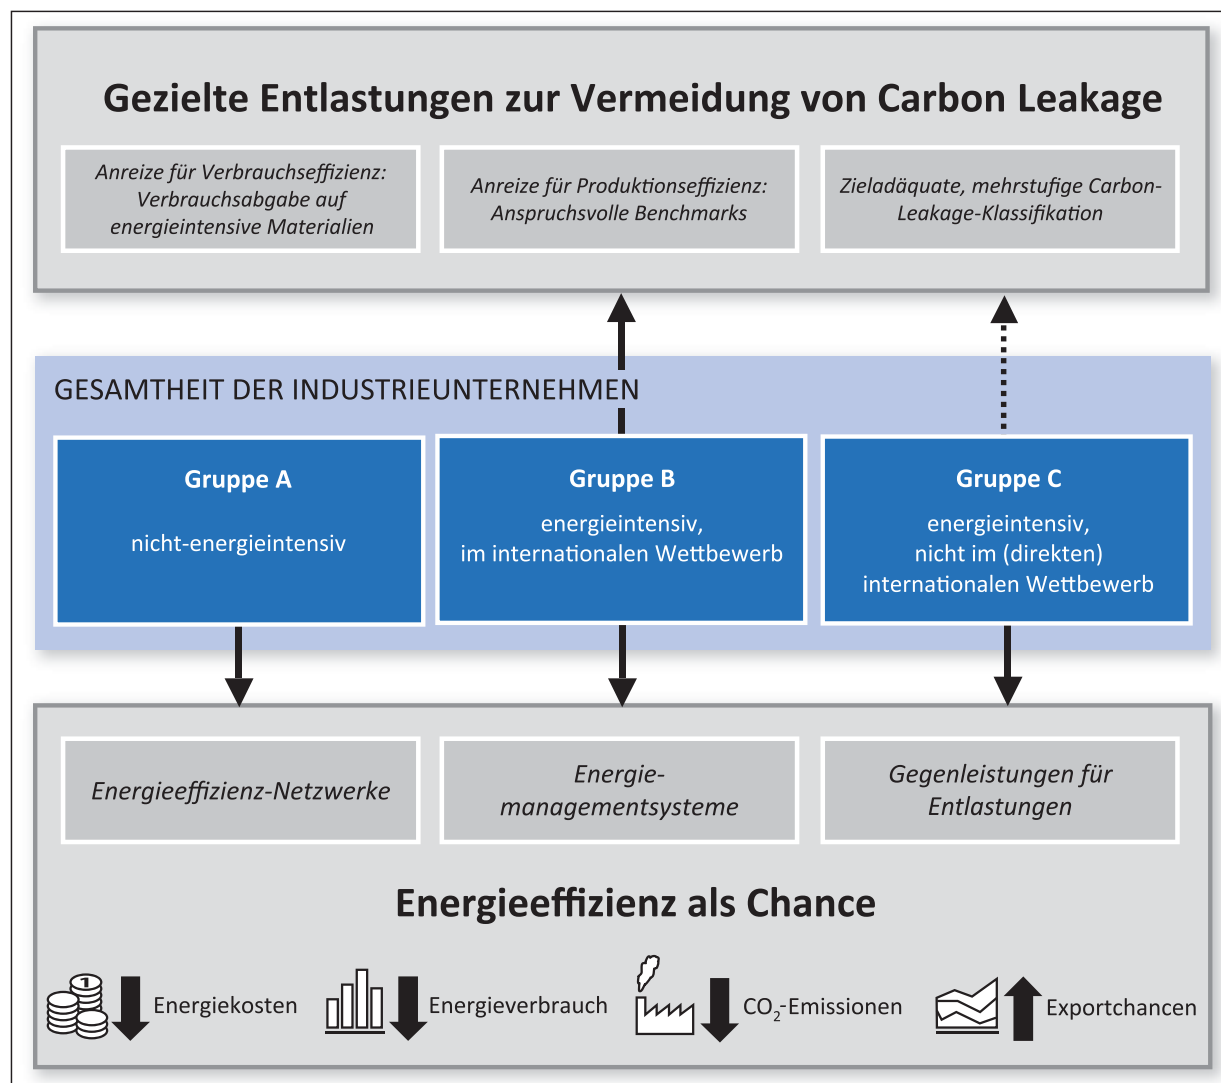 Gezielte Entlastungen zur Vermeidung von Carbon Leakage
Anreize für Verbrauchseffizienz:
Verbrauchsabgabe auf
energieintensive Materialien
Anreize für Produktionseffizienz:
Anspruchsvolle Benchmarks
Zieladäquate, mehrstufige Carbon-
Leakage-Klassifikation
GESAMTHEIT DER INDUSTRIEUNTERNEHMEN
Gruppe A
nicht-energieintensiv
Gruppe B
energieintensiv,
im internationalen Wettbewerb
Gruppe C
energieintensiv,
nicht im (direkten)
internationalen Wettbewerb
Energieeffizienz-Netzwerke
Energie-
managementsysteme
Gegenleistungen für
Entlastungen
Energieeffizienz als Chance
1
Energiekosten
Energieverbrauch
CO₂-Emissionen
Exportchancen